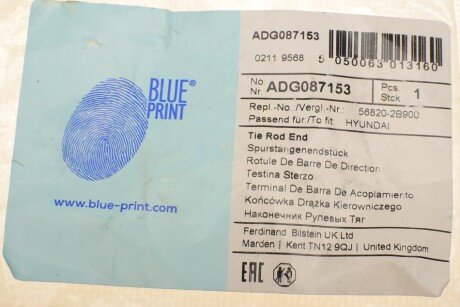 BLUE®
PRINT
www.blue-print.com
ADG087153
0211 9568
5 050063 013160
No.
Nr. ADG087153
Pcs.
Stck. 1
Repl.-No./Vergl.-Nr.: 56820-2B900
Passend für/To fit HYUNDAI
Tie Rod End
Spurstangenendstück
Rotule De Barre De Direction
Testina Sterzo
Terminal De Barra De Acoplamiento
Końcówka Drążka Kierowniczego
Наконечник Рулевых Тяг
Ferdinand Bilstein UK Ltd
Marden | Kent TN12 9QJ | United Kingdom
EAC